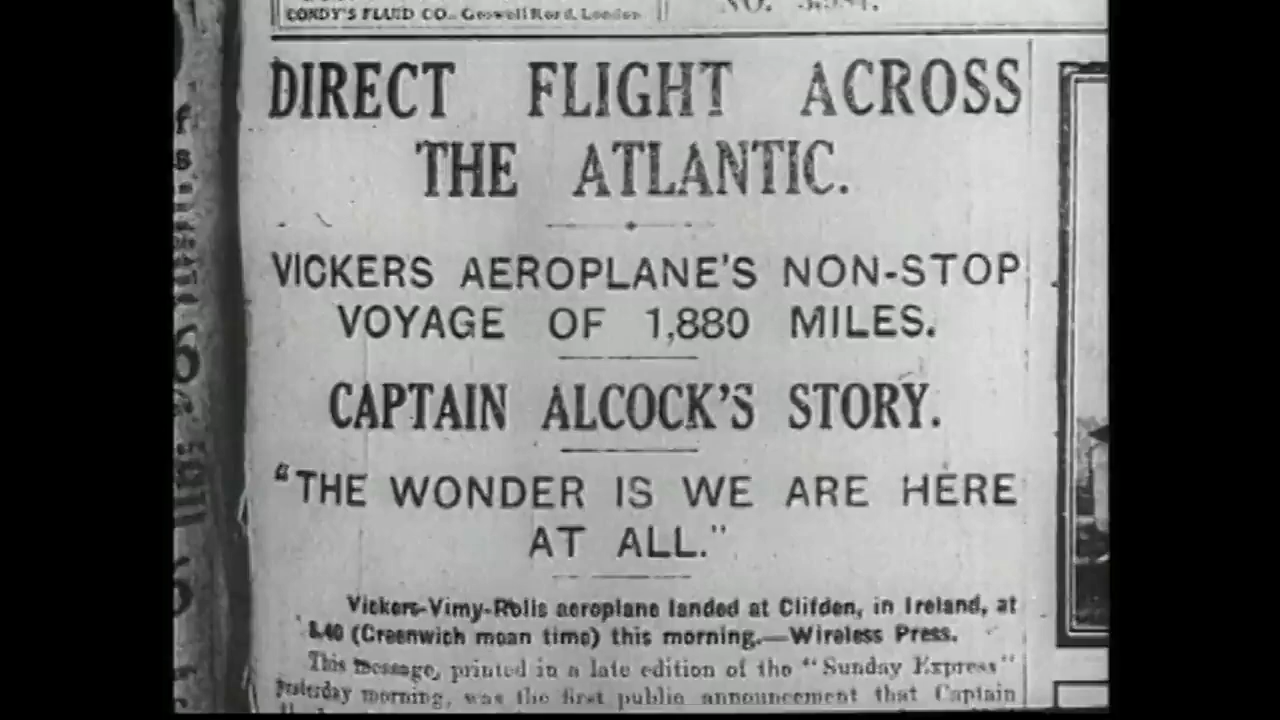 CONDY'S FLUID CO., Goswell Road, London
NO.
DIRECT FLIGHT ACROSS
THE ATLANTIC.
VICKERS AEROPLANE'S NON-STOP
VOYAGE OF 1,880 MILES.
CAPTAIN ALCOCK'S STORY.
"THE WONDER IS WE ARE HERE
AT ALL."
Vickers-Vimy-Rolls aeroplane landed at Clifden, in Ireland, at
8.40 (Greenwich mean time) this morning.—Wireless Press.
This message, printed in a late edition of the "Sunday Express"
yesterday morning, was the first public announcement that Captain